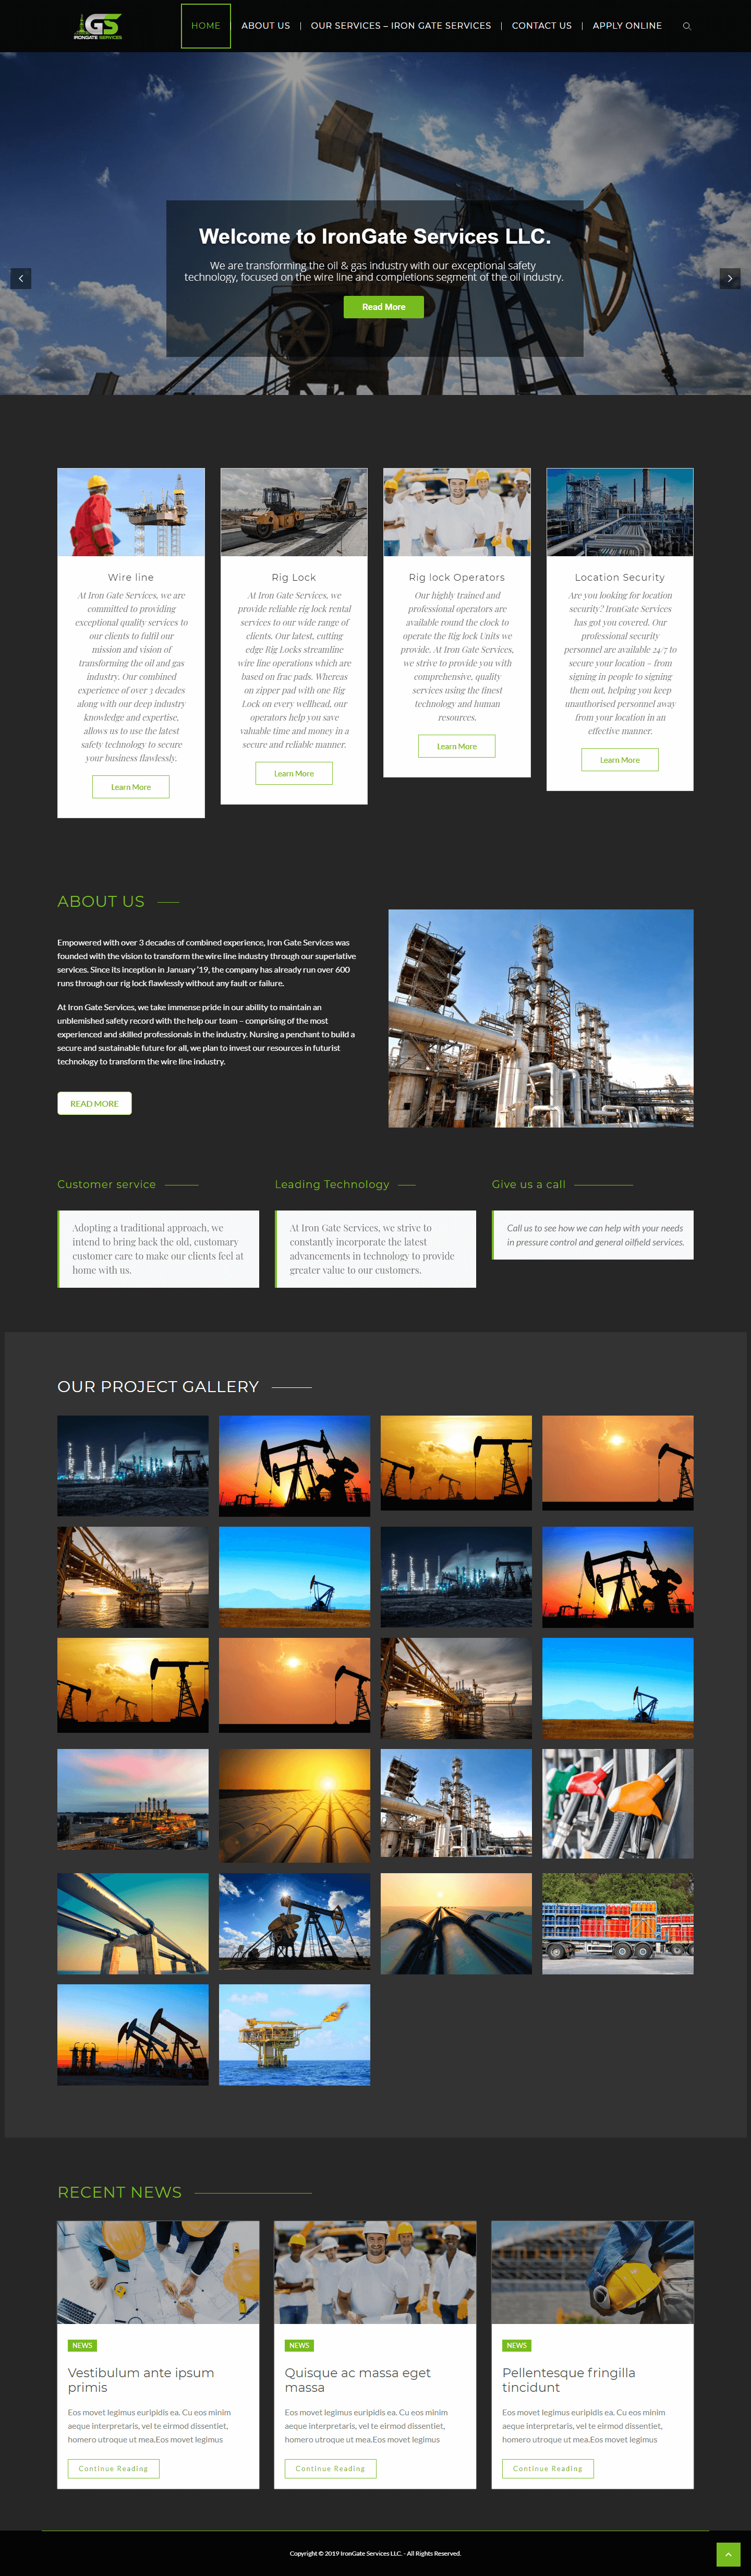 GS
IRONGATE SERVICES
HOME
ABOUT US
OUR SERVICES – IRON GATE SERVICES
CONTACT US
APPLY ONLINE
Welcome to IronGate Services LLC.
We are transforming the oil & gas industry with our exceptional safety
technology, focused on the wire line and completions segment of the oil industry.
Read More
Wire line
At Iron Gate Services, we are
committed to providing
exceptional quality services to
our clients to fulfil our
mission and vision of
transforming the oil and gas
industry. Our combined
experience of over 3 decades
along with our deep industry
knowledge and expertise,
allows us to use the latest
safety technology to secure
your business flawlessly.
Learn More
Rig Lock
At Iron Gate Services, we
provide reliable rig lock rental
services to our wide range of
clients. Our latest, cutting
edge Rig Locks streamline
wire line operations which are
based on frac pads. Whereas
on zipper pad with one Rig
Lock on every wellhead, our
operators help you save
valuable time and money in a
secure and reliable manner.
Learn More
Rig lock Operators
Our highly trained and
professional operators are
available round the clock to
operate the Rig lock Units we
provide. At Iron Gate Services,
we strive to provide you with
comprehensive, quality
services using the finest
technology and human
resources.
Learn More
Location Security
Are you looking for location
security? IronGate Services
has got you covered. Our
professional security
personnel are available 24/7 to
secure your location – from
signing in people to signing
them out, helping you keep
unauthorised personnel away
from your location in an
effective manner.
Learn More
ABOUT US
Empowered with over 3 decades of combined experience, Iron Gate Services was
founded with the vision to transform the wire line industry through our superlative
services. Since its inception in January '19, the company has already run over 600
runs through our rig lock flawlessly without any fault or failure.
At Iron Gate Services, we take immense pride in our ability to maintain an
unblemished safety record with the help our team – comprising of the most
experienced and skilled professionals in the industry. Nursing a penchant to build a
secure and sustainable future for all, we plan to invest our resources in futurist
technology to transform the wire line industry.
READ MORE
Customer service
Adopting a traditional approach, we
intend to bring back the old, customary
customer care to make our clients feel at
home with us.
Leading Technology
At Iron Gate Services, we strive to
constantly incorporate the latest
advancements in technology to provide
greater value to our customers.
Give us a call
Call us to see how we can help with your needs
in pressure control and general oilfield services.
OUR PROJECT GALLERY
RECENT NEWS
NEWS
Vestibulum ante ipsum
primis
Eos movet legimus euripidis ea. Cu eos minim
aeque interpretaris, vel te eirmod dissentiet,
homero utroque ut mea.Eos movet legimus
Continue Reading
NEWS
Quisque ac massa eget
massa
Eos movet legimus euripidis ea. Cu eos minim
aeque interpretaris, vel te eirmod dissentiet,
homero utroque ut mea.Eos movet legimus
Continue Reading
NEWS
Pellentesque fringilla
tincidunt
Eos movet legimus euripidis ea. Cu eos minim
aeque interpretaris, vel te eirmod dissentiet,
homero utroque ut mea.Eos movet legimus
Continue Reading
Copyright © 2019 IronGate Services LLC. - All Rights Reserved.